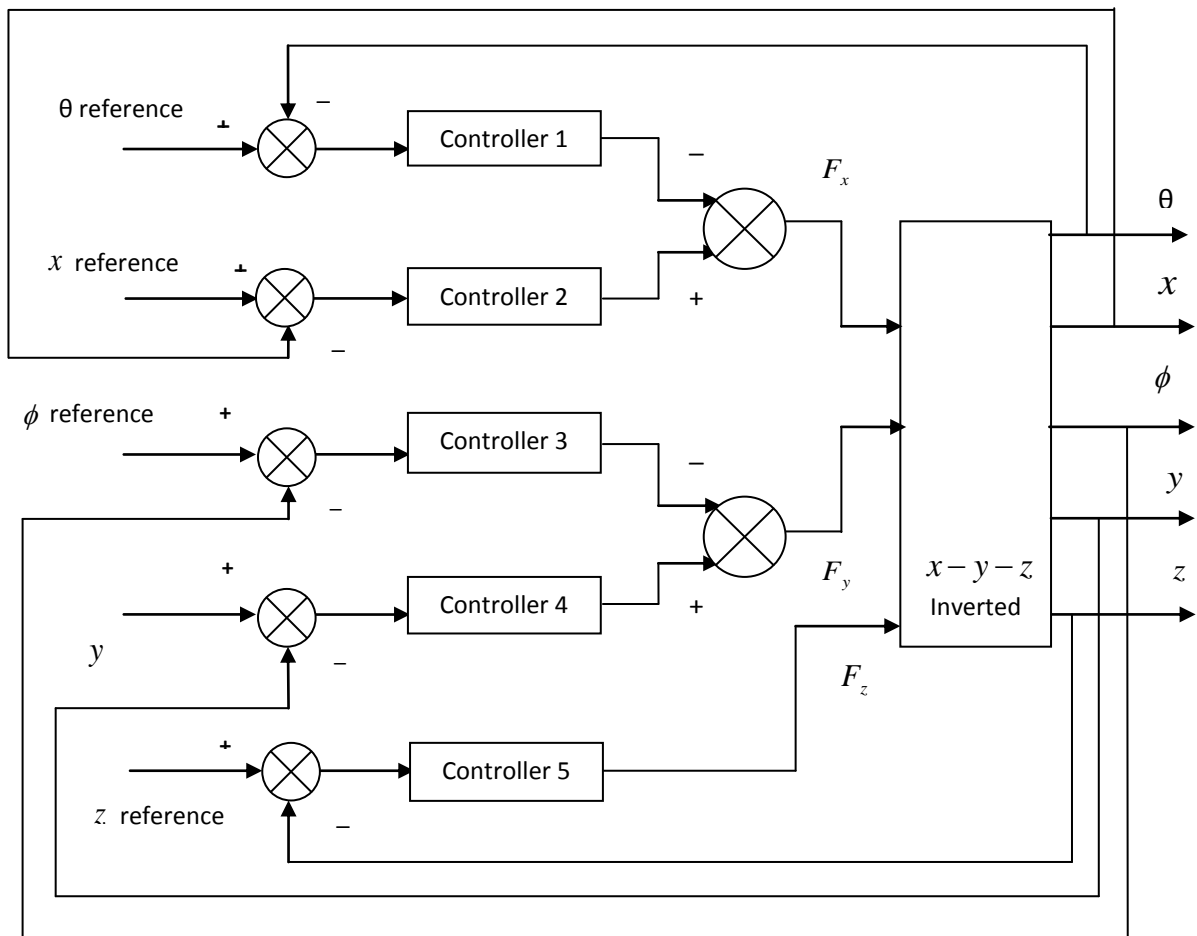 θ reference
+
−
Controller 1
−
F_x
θ
x reference
+
−
Controller 2
+
x
ϕ reference
+
−
Controller 3
−
ϕ
y
+
−
Controller 4
+
F_y
x − y − z
Inverted
y
z
F_z
+
Controller 5
z reference
−